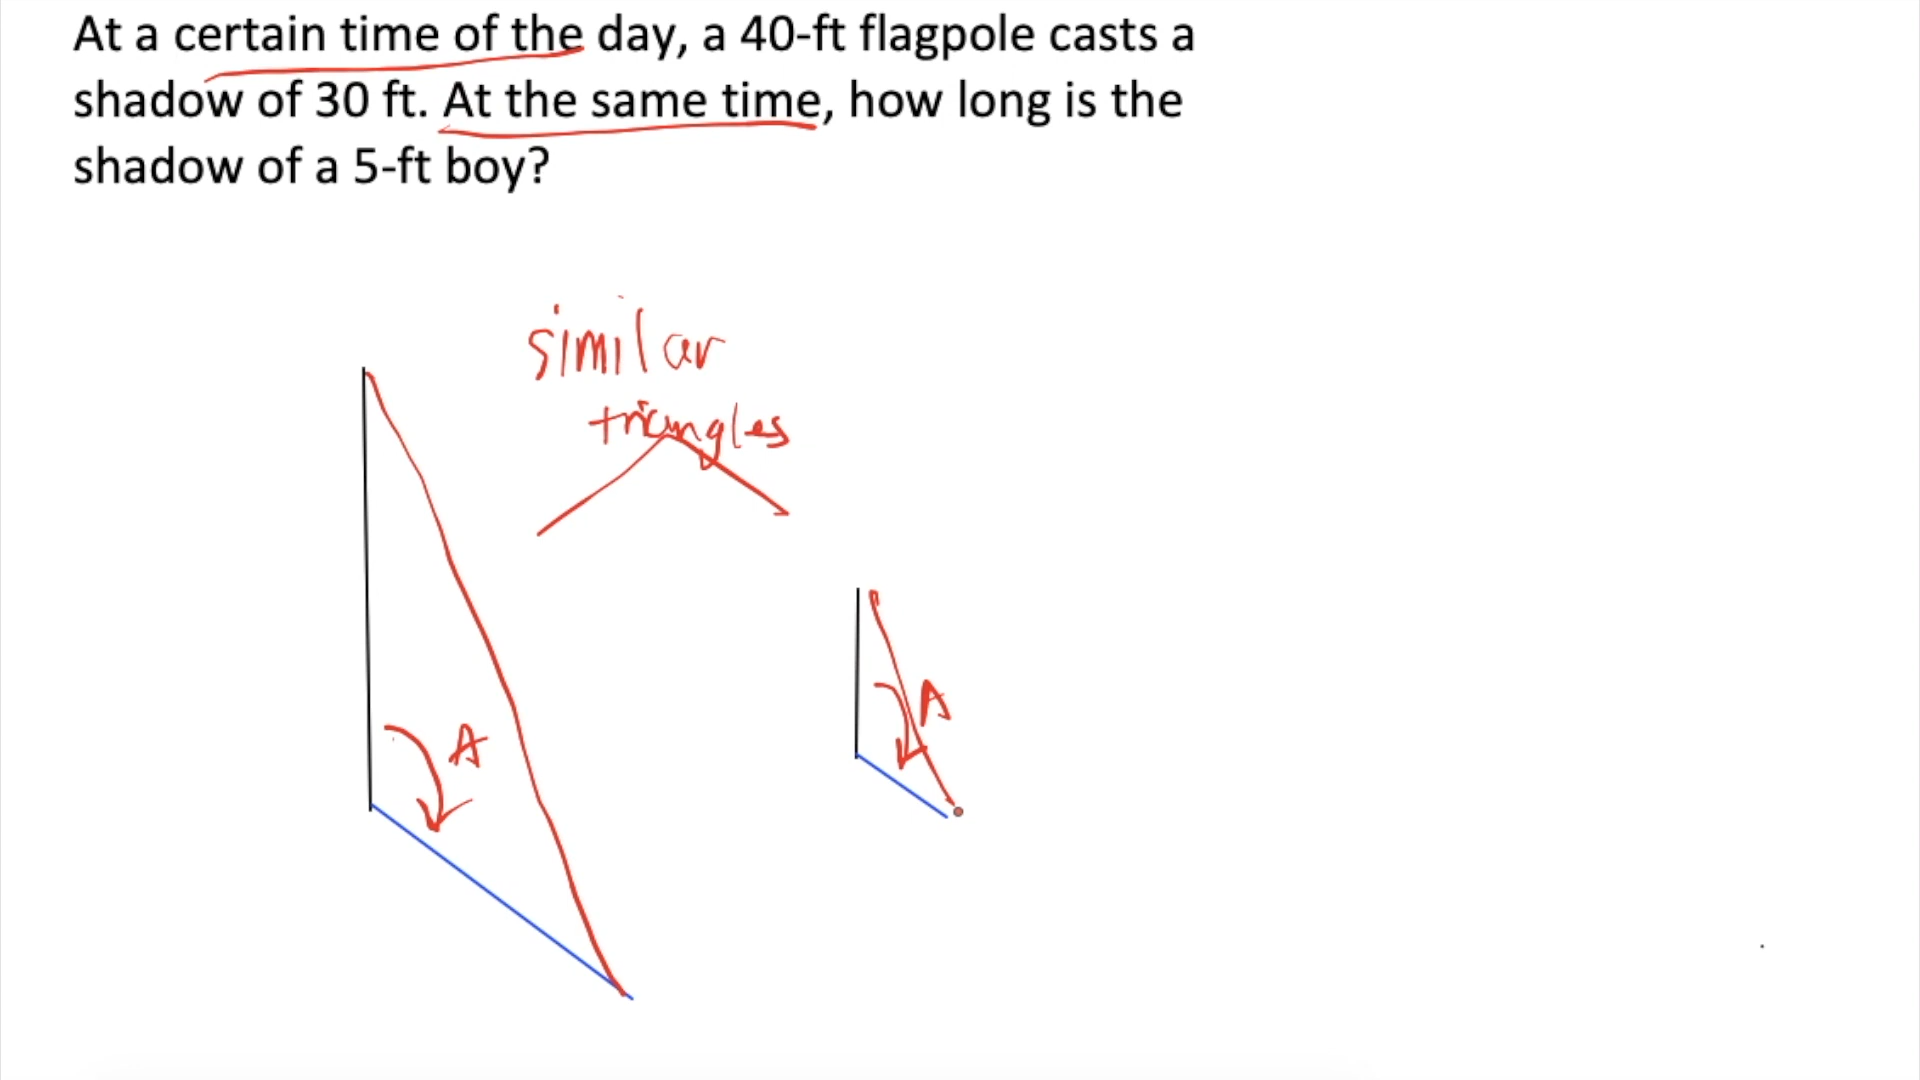 At a certain time of the day, a 40-ft flagpole casts a
shadow of 30 ft. At the same time, how long is the
shadow of a 5-ft boy?
similar
triangles
A
A